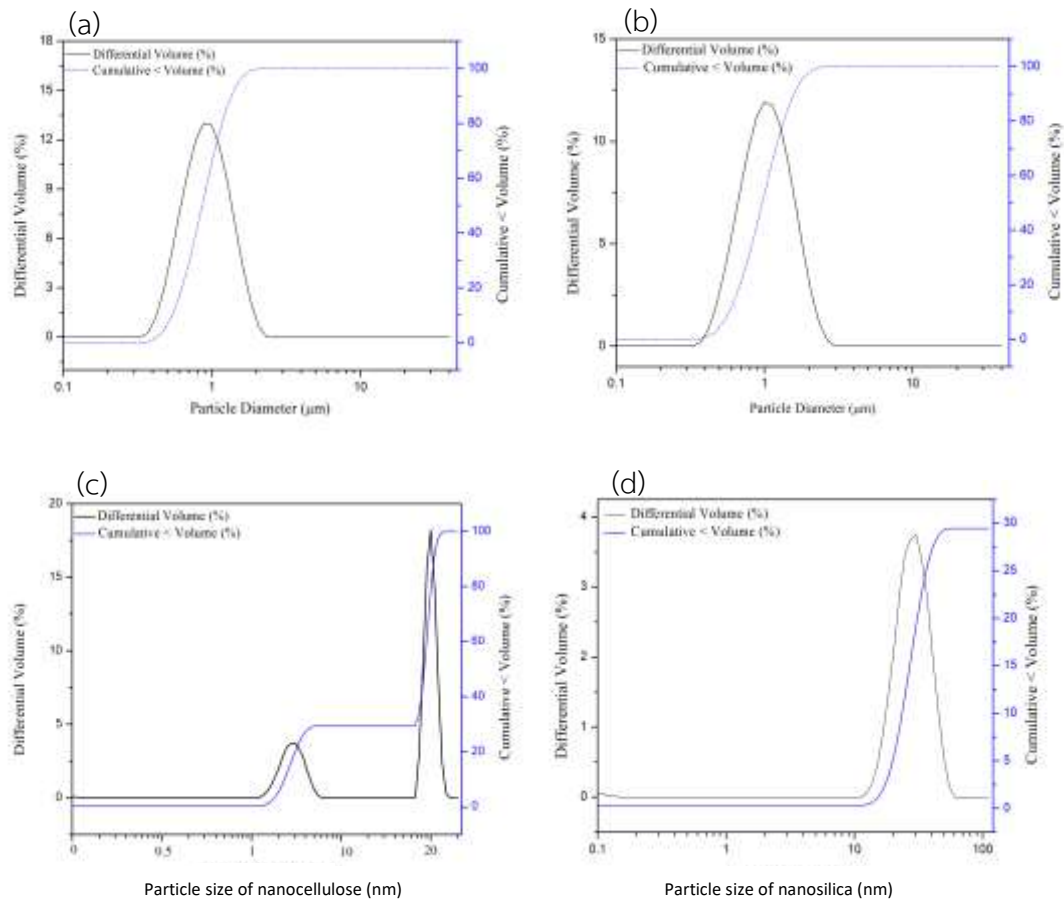 (a)
Differential Volume (%)
Cumulative < Volume (%)
18
15
12
9
6
3
0
100
80
60
40
20
0
0.1
1
10
Differential Volume (%)
Cumulative < Volume (%)
Particle Diameter (µm)
(b)
Differential Volume (%)
Cumulative < Volume (%)
15
10
5
0
100
80
60
40
20
0
0.1
1
10
Differential Volume (%)
Cumulative < Volume (%)
Particle Diameter (µm)
(c)
Differential Volume (%)
Cumulative < Volume (%)
20
15
10
5
0
100
80
60
40
20
0
0
0.5
1
10
20
Differential Volume (%)
Cumulative < Volume (%)
Particle size of nanocellulose (nm)
(d)
Differential Volume (%)
Cumulative < Volume (%)
4
3
2
1
0
30
25
20
15
10
5
0
0.1
1
10
100
Differential Volume (%)
Cumulative < Volume (%)
Particle size of nanosilica (nm)